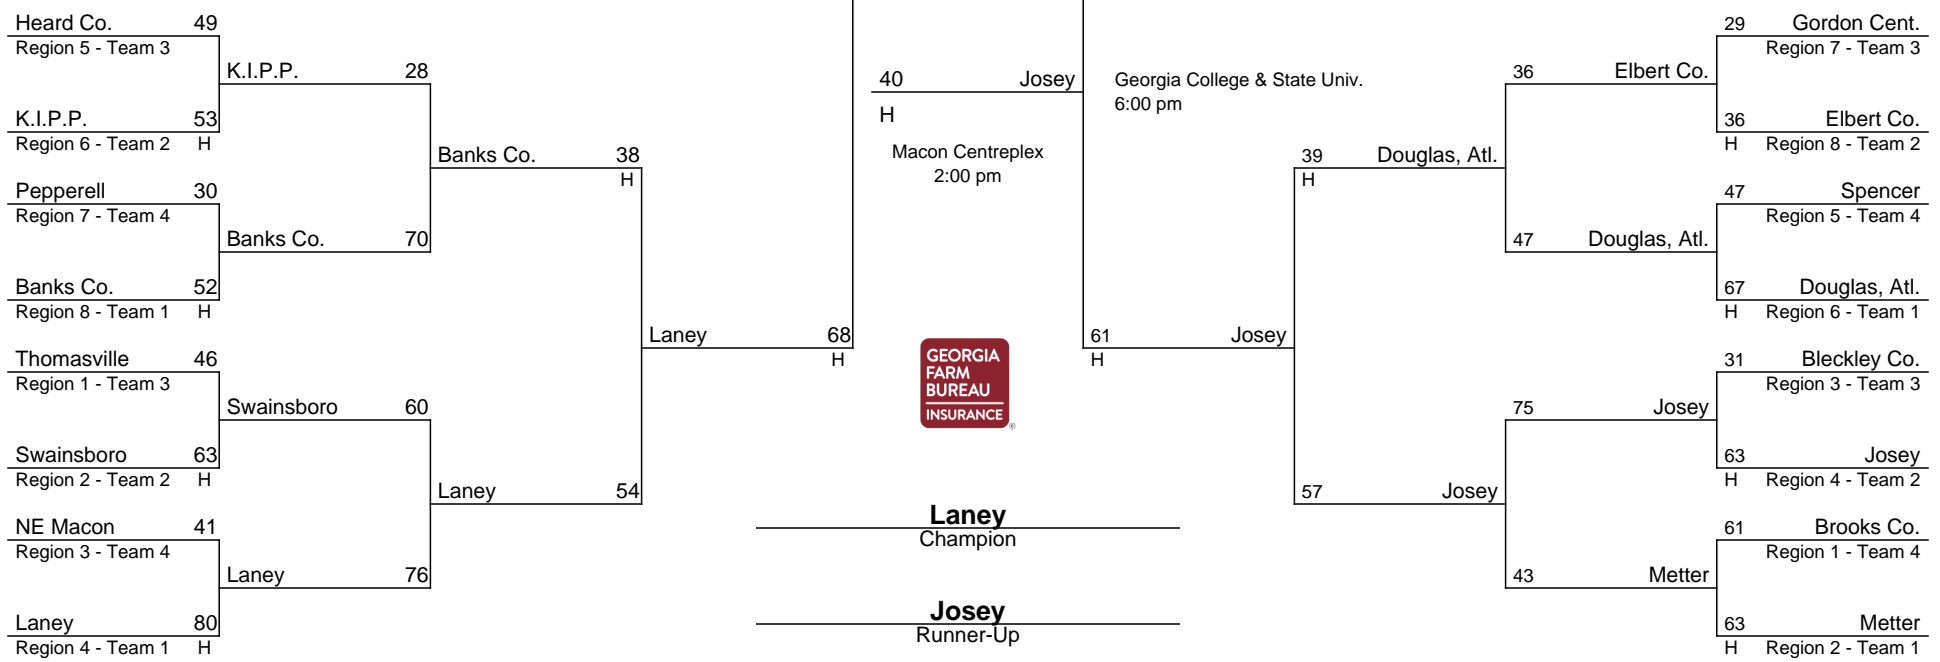 Heard Co. 49
Region 5 - Team 3
K.I.P.P. 28
K.I.P.P. 53
Region 6 - Team 2 H
Banks Co. 38
H
Pepperell 30
Region 7 - Team 4
Banks Co. 70
Banks Co. 52
Region 8 - Team 1 H
Laney 68
H
Thomasville 46
Region 1 - Team 3
Swainsboro 60
Swainsboro 63
Region 2 - Team 2 H
Laney 54
NE Macon 41
Region 3 - Team 4
Laney 76
Laney 80
Region 4 - Team 1 H
40 Josey
H
Macon Centreplex
2:00 pm
Georgia College & State Univ.
6:00 pm
GEORGIA
FARM
BUREAU
INSURANCE
®
Laney
Champion
Josey
Runner-Up
29 Gordon Cent.
Region 7 - Team 3
36 Elbert Co.
36 Elbert Co.
H Region 8 - Team 2
39 Douglas, Atl.
H
47 Spencer
Region 5 - Team 4
47 Douglas, Atl.
67 Douglas, Atl.
H Region 6 - Team 1
61 Josey
H
31 Bleckley Co.
Region 3 - Team 3
75 Josey
63 Josey
H Region 4 - Team 2
57 Josey
61 Brooks Co.
Region 1 - Team 4
43 Metter
63 Metter
H Region 2 - Team 1